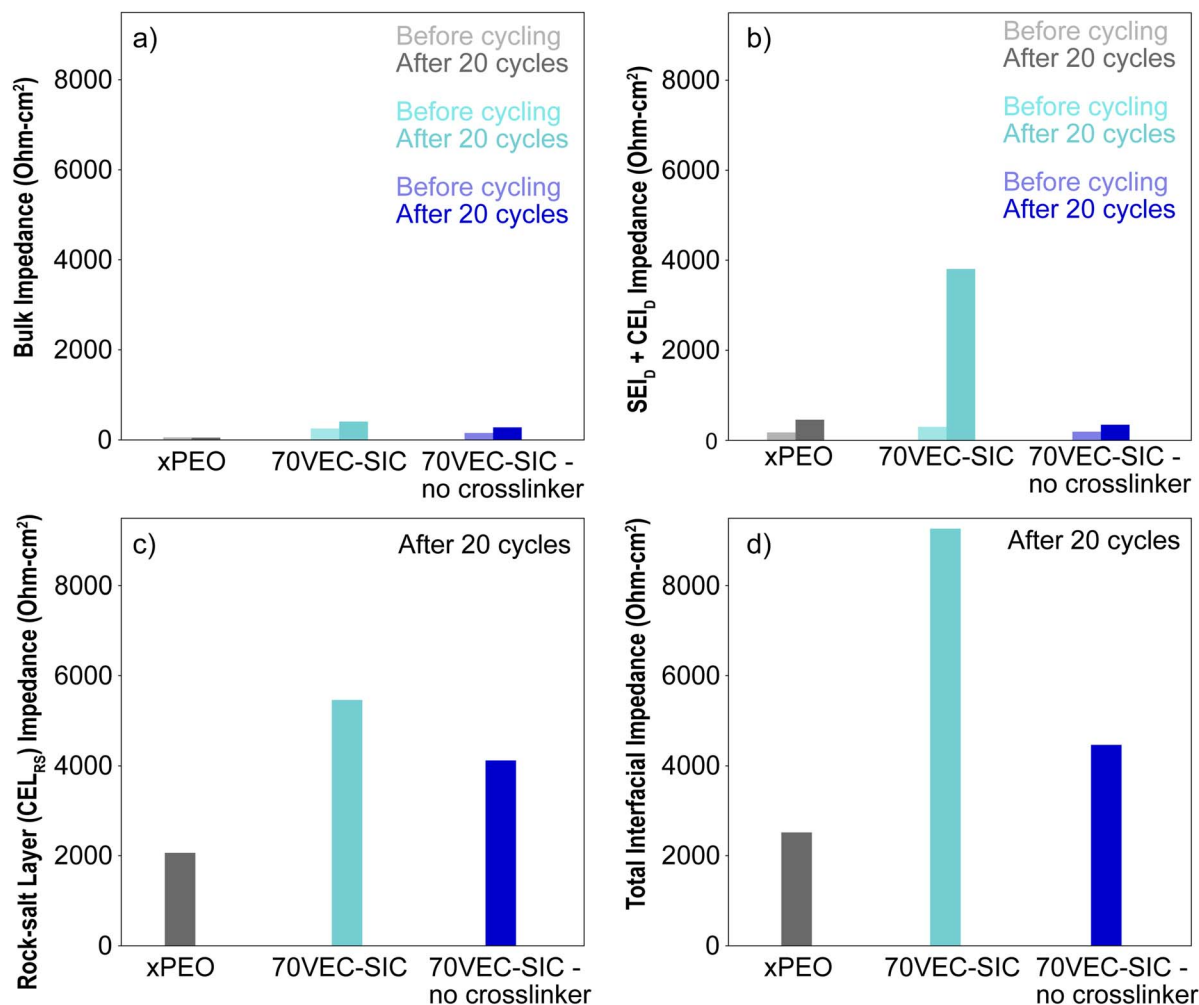 a)
Before cycling
After 20 cycles
Before cycling
After 20 cycles
Before cycling
After 20 cycles
Bulk Impedance (Ohm-cm²)
8000
6000
4000
2000
0
xPEO
70VEC-SIC
70VEC-SIC -
no crosslinker
b)
Before cycling
After 20 cycles
Before cycling
After 20 cycles
Before cycling
After 20 cycles
SEI_D + CEI_D Impedance (Ohm-cm²)
8000
6000
4000
2000
0
xPEO
70VEC-SIC
70VEC-SIC -
no crosslinker
c)
After 20 cycles
Rock-salt Layer (CEL_RS) Impedance (Ohm-cm²)
8000
6000
4000
2000
0
xPEO
70VEC-SIC
70VEC-SIC -
no crosslinker
d)
After 20 cycles
Total Interfacial Impedance (Ohm-cm²)
8000
6000
4000
2000
0
xPEO
70VEC-SIC
70VEC-SIC -
no crosslinker